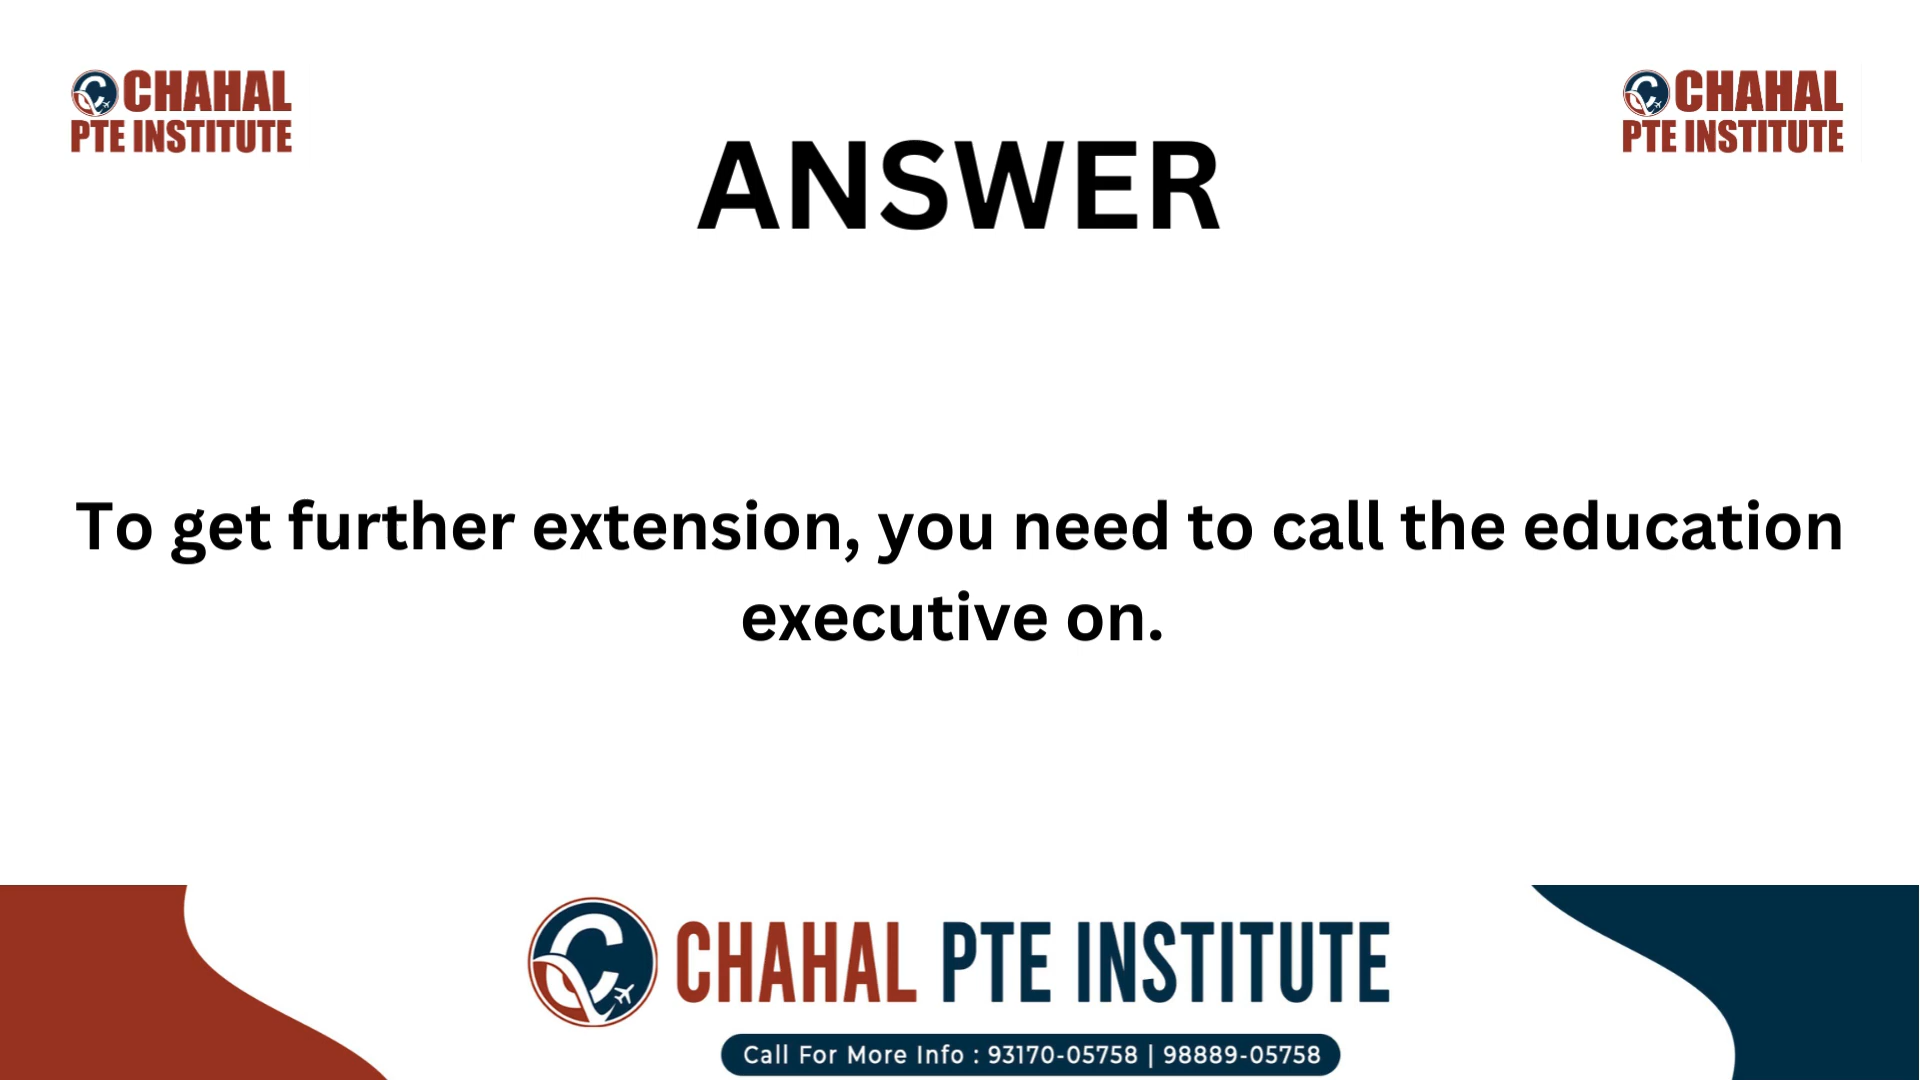 CHAHAL
PTE INSTITUTE
CHAHAL
PTE INSTITUTE
ANSWER
To get further extension, you need to call the education
executive on.
CHAHAL PTE INSTITUTE
Call For More Info : 93170-05758 | 98889-05758